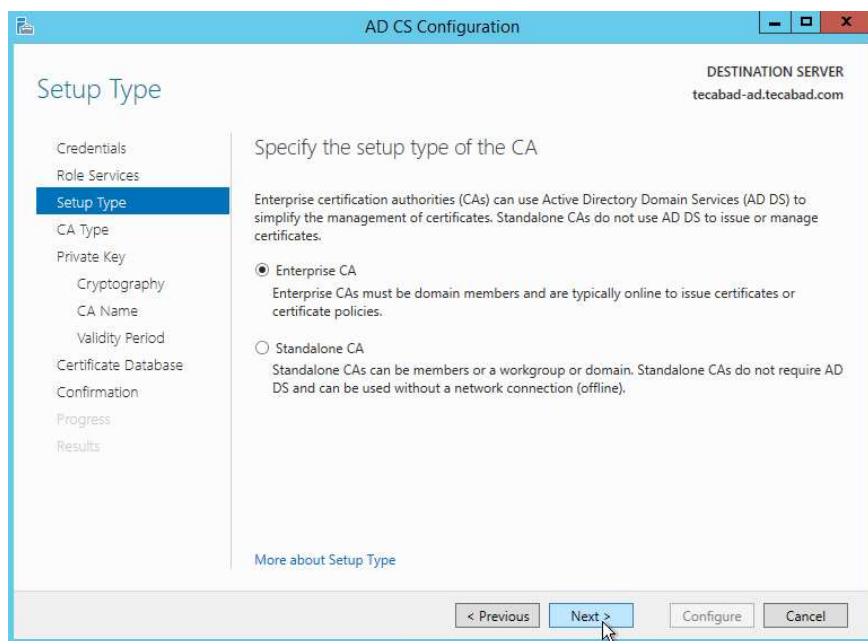 AD CS Configuration
DESTINATION SERVER
tecabad-ad.tecabad.com
Setup Type
Credentials
Role Services
Setup Type
CA Type
Private Key
Cryptography
CA Name
Validity Period
Certificate Database
Confirmation
Progress
Results
Specify the setup type of the CA
Enterprise certification authorities (CAs) can use Active Directory Domain Services (AD DS) to
simplify the management of certificates. Standalone CAs do not use AD DS to issue or manage
certificates.
Enterprise CA
Enterprise CAs must be domain members and are typically online to issue certificates or
certificate policies.
Standalone CA
Standalone CAs can be members or a workgroup or domain. Standalone CAs do not require AD
DS and can be used without a network connection (offline).
More about Setup Type
< Previous
Next >
Configure
Cancel